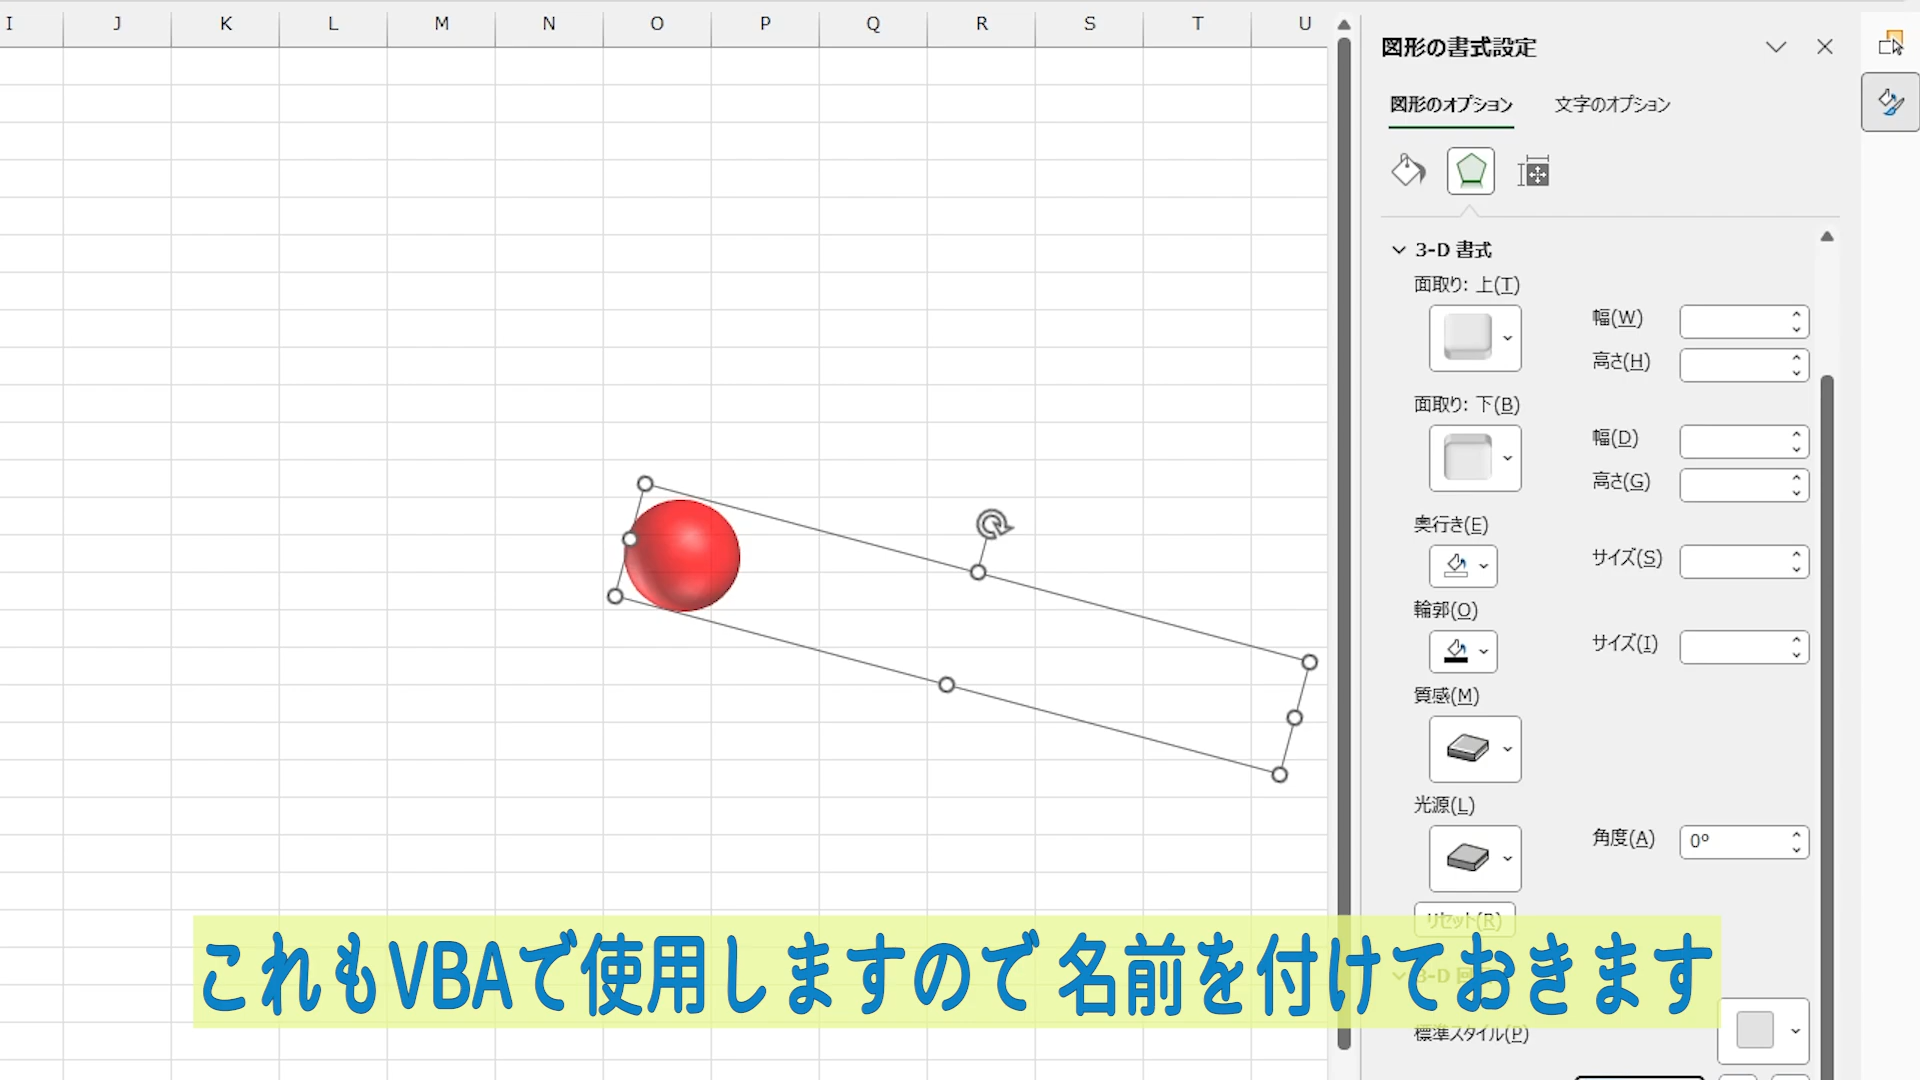 I J K L M N O P Q R S T U
図形の書式設定
図形のオプション 文字のオプション
3-D 書式
面取り: 上(T)
幅(W)
高さ(H)
面取り: 下(B)
幅(D)
高さ(G)
奥行き(E)
サイズ(S)
輪郭(O)
サイズ(I)
質感(M)
光源(L)
角度(A) 0°
リセット(R)
これもVBAで使用しますので 名前を付けておきます
3-D 回
標準スタイル(P)